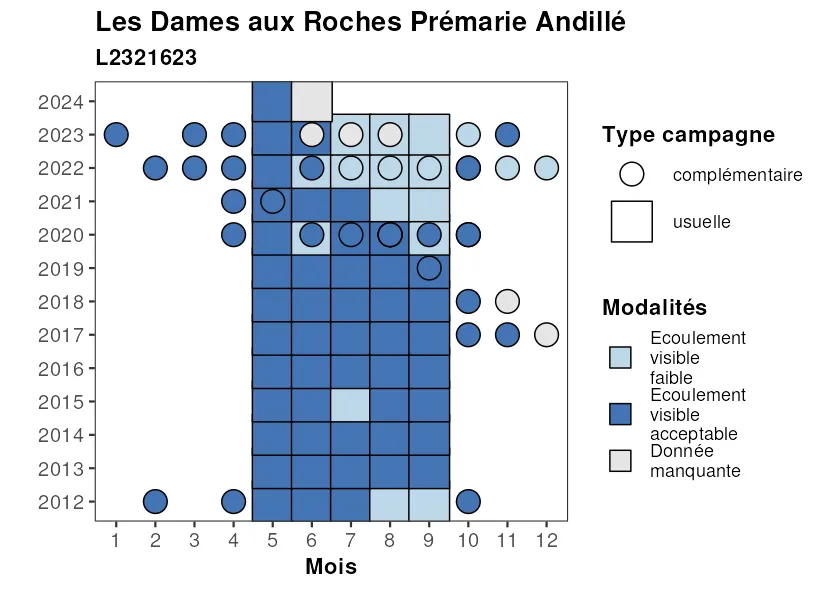 Les Dames aux Roches Prémarie Andillé
L2321623
2024
2023
2022
2021
2020
2019
2018
2017
2016
2015
2014
2013
2012
1 2 3 4 5 6 7 8 9 10 11 12
Mois
Type campagne
complémentaire
usuelle
Modalités
Ecoulement
visible
faible
Ecoulement
visible
acceptable
Donnée
manquante